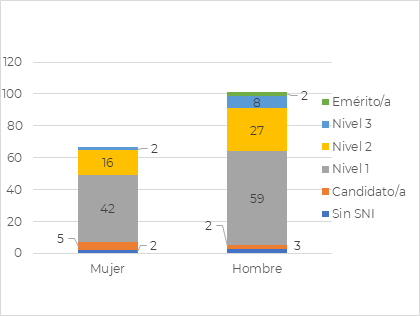 120
100
80
60
40
20
0
2
16
42
5
2
2
8
27
59
2
3
Mujer
Hombre
Emérito/a
Nivel 3
Nivel 2
Nivel 1
Candidato/a
Sin SNI